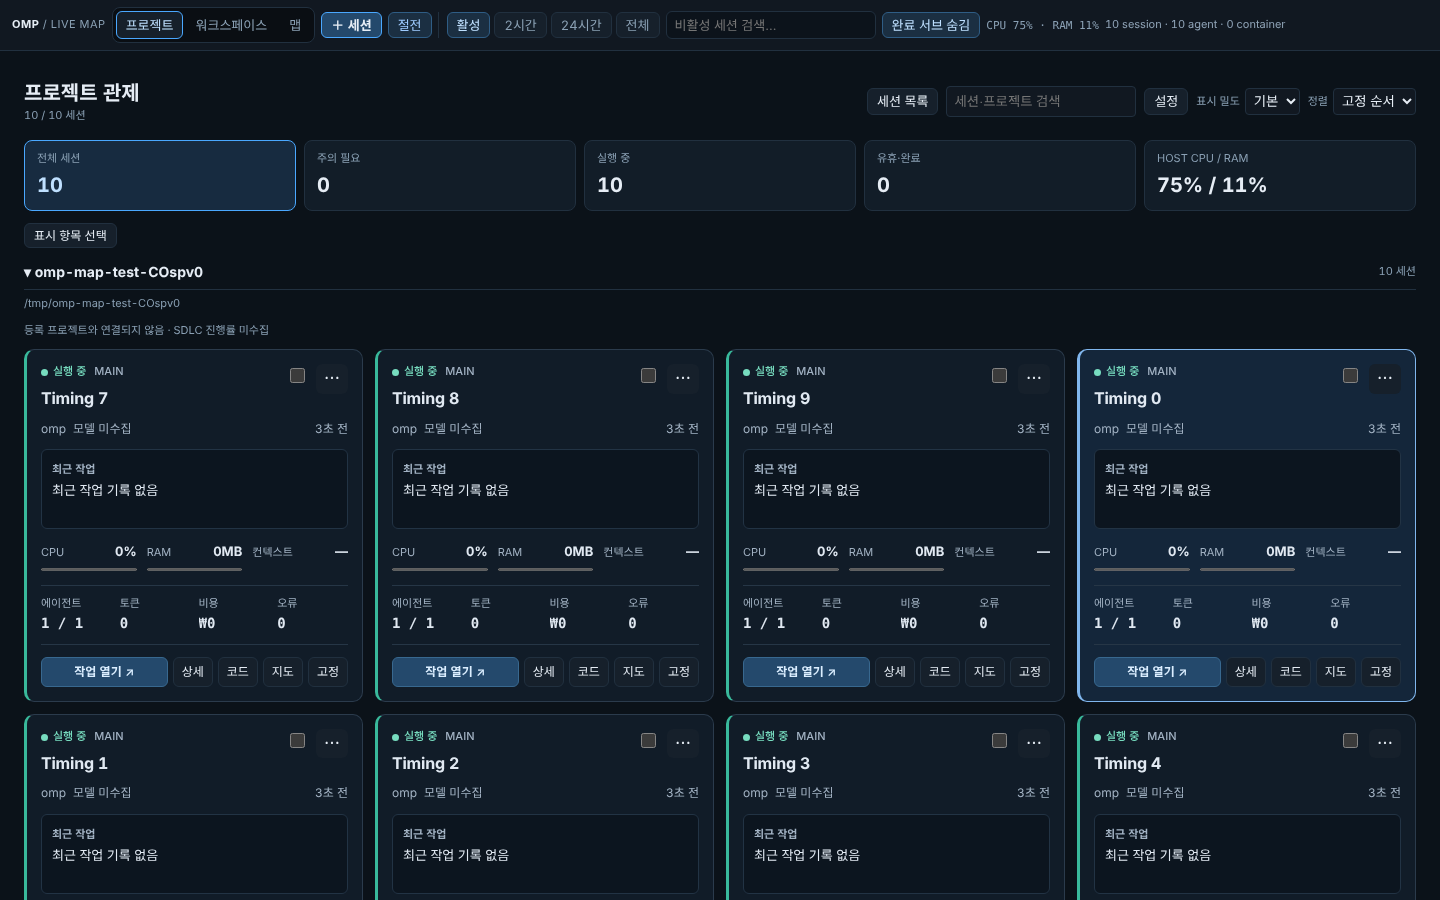 OMP / LIVE MAP 프로젝트 워크스페이스 맵 + 세션 절전 활성 2시간 24시간 전체 비활성 세션 검색... 완료 서브 숨김 CPU 75% · RAM 11% 10 session · 10 agent · 0 container
프로젝트 관제
10 / 10 세션
세션 목록 세션·프로젝트 검색 설정 표시 밀도 기본 정렬 고정 순서
전체 세션 주의 필요 실행 중 유휴·완료 HOST CPU / RAM
10 0 10 0 75% / 11%
표시 항목 선택
▾ omp-map-test-COspv0 10 세션
/tmp/omp-map-test-COspv0
등록 프로젝트와 연결되지 않음 · SDLC 진행률 미수집
● 실행 중 MAIN ... ● 실행 중 MAIN ... ● 실행 중 MAIN ... ● 실행 중 MAIN ...
Timing 7 Timing 8 Timing 9 Timing 0
omp 모델 미수집 3초 전 omp 모델 미수집 3초 전 omp 모델 미수집 3초 전 omp 모델 미수집 3초 전
최근 작업 최근 작업 최근 작업 최근 작업
최근 작업 기록 없음 최근 작업 기록 없음 최근 작업 기록 없음 최근 작업 기록 없음
CPU 0% RAM 0MB 컨텍스트 — CPU 0% RAM 0MB 컨텍스트 — CPU 0% RAM 0MB 컨텍스트 — CPU 0% RAM 0MB 컨텍스트 —
에이전트 토큰 비용 오류 에이전트 토큰 비용 오류 에이전트 토큰 비용 오류 에이전트 토큰 비용 오류
1 / 1 0 ₩0 0 1 / 1 0 ₩0 0 1 / 1 0 ₩0 0 1 / 1 0 ₩0 0
작업 열기 ↗ 상세 코드 지도 고정 작업 열기 ↗ 상세 코드 지도 고정 작업 열기 ↗ 상세 코드 지도 고정 작업 열기 ↗ 상세 코드 지도 고정
● 실행 중 MAIN ... ● 실행 중 MAIN ... ● 실행 중 MAIN ... ● 실행 중 MAIN ...
Timing 1 Timing 2 Timing 3 Timing 4
omp 모델 미수집 3초 전 omp 모델 미수집 3초 전 omp 모델 미수집 3초 전 omp 모델 미수집 3초 전
최근 작업 최근 작업 최근 작업 최근 작업
최근 작업 기록 없음 최근 작업 기록 없음 최근 작업 기록 없음 최근 작업 기록 없음